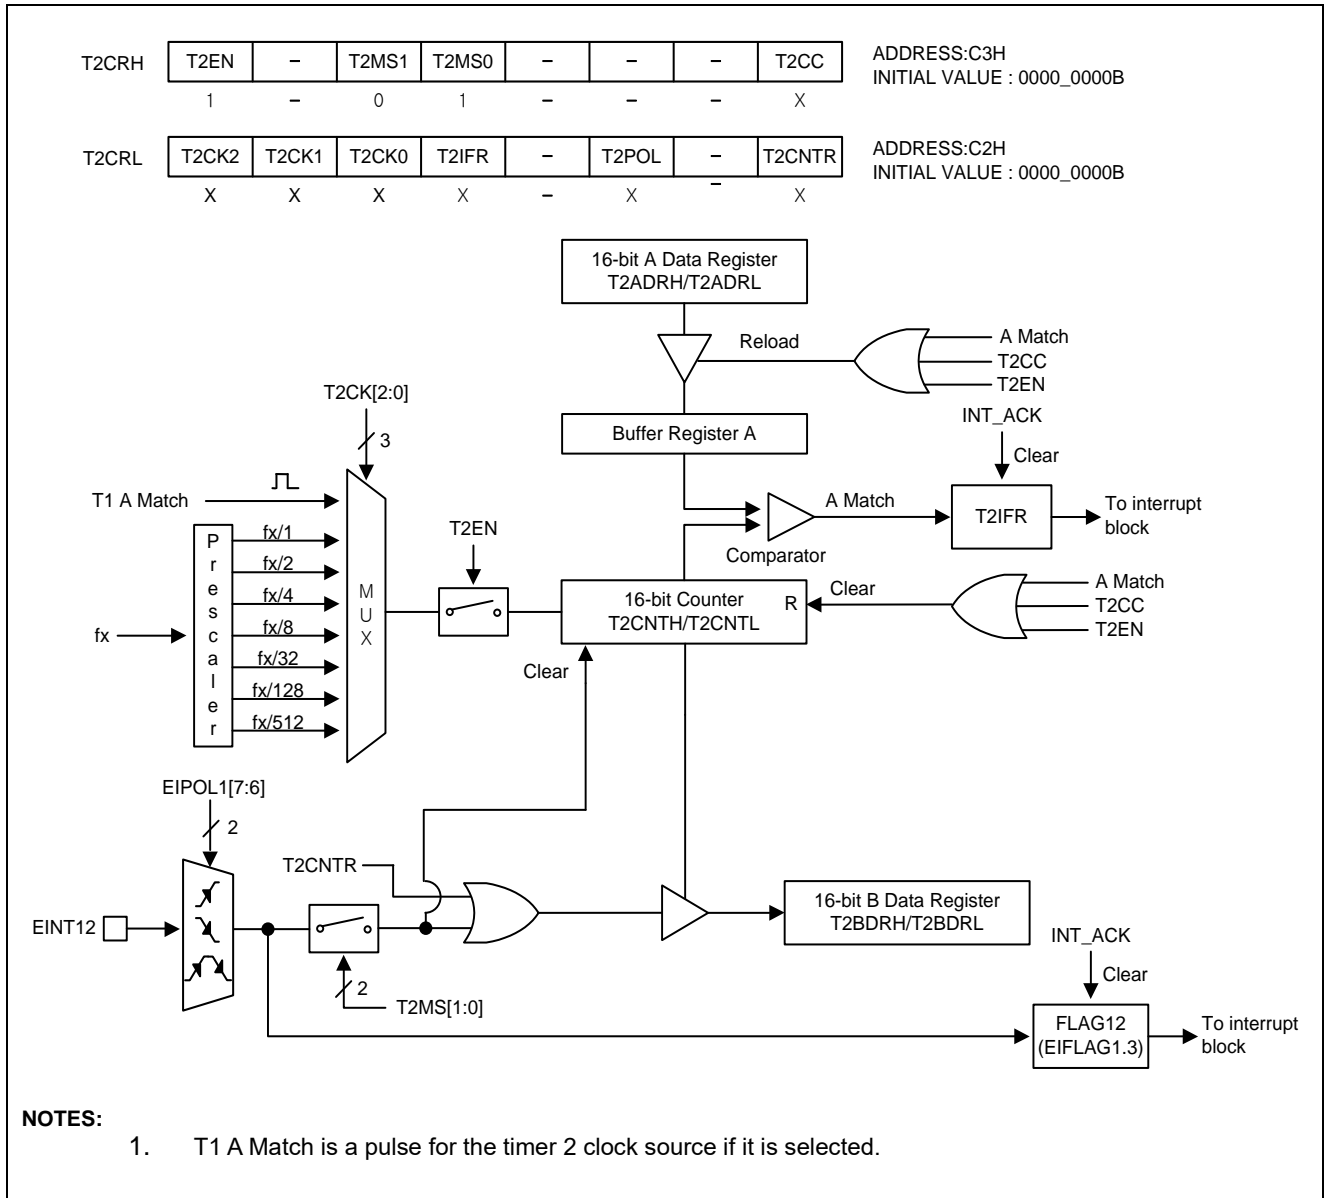 T2CRH T2EN – T2MS1 T2MS0 – – – T2CC ADDRESS:C3H
INITIAL VALUE : 0000_0000B
1 – 0 1 – – – X
T2CRL T2CK2 T2CK1 T2CK0 T2IFR – T2POL – T2CNTR ADDRESS:C2H
INITIAL VALUE : 0000_0000B
X X X X – X – X
16-bit A Data Register
T2ADRH/T2ADRL
Reload
A Match
T2CC
T2EN
T2CK[2:0]
3
Buffer Register A
INT_ACK
Clear
T1 A Match
A Match
T2IFR
To interrupt
block
Comparator
Prescaler
fx/1
fx/2
fx/4
fx/8
fx/32
fx/128
fx/512
fx
MUX
T2EN
16-bit Counter
T2CNTH/T2CNTL
R
Clear
A Match
T2CC
T2EN
Clear
EIPOL1[7:6]
2
T2CNTR
EINT12
2
T2MS[1:0]
16-bit B Data Register
T2BDRH/T2BDRL
INT_ACK
Clear
FLAG12
(EIFLAG1.3)
To interrupt
block
NOTES:
1. T1 A Match is a pulse for the timer 2 clock source if it is selected.